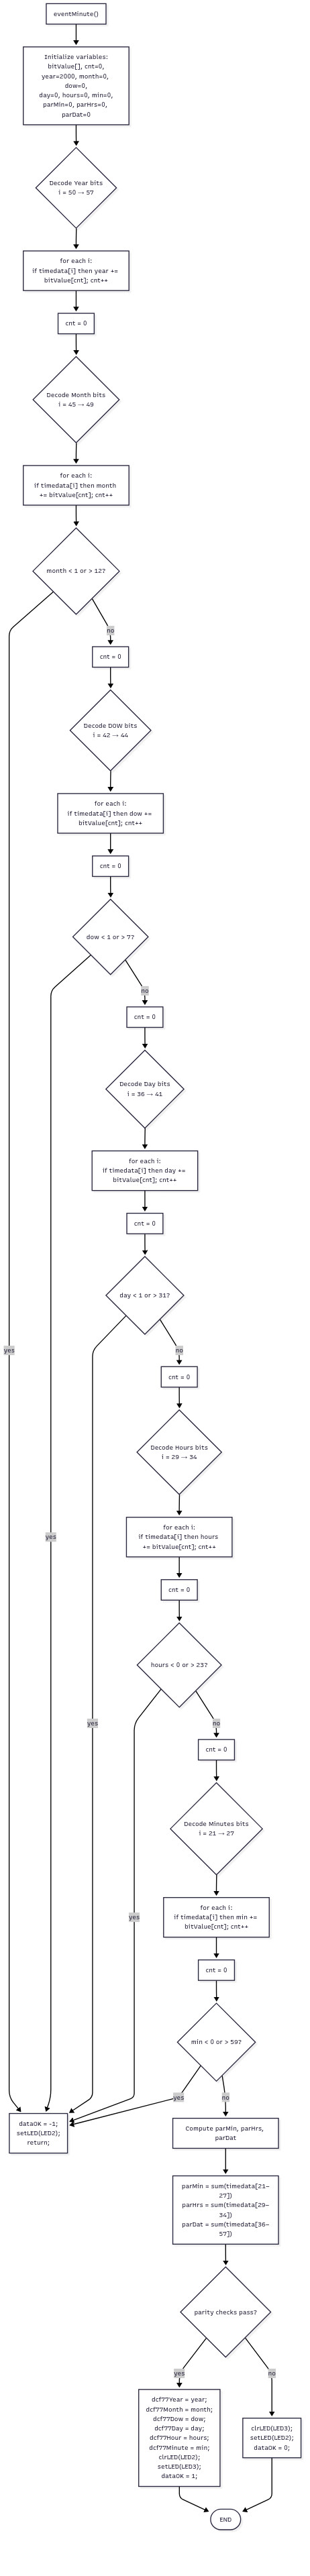 eventMinute()
Initialize variables:
bitValue[], cnt=0,
year=2000, month=0,
dow=0,
day=0, hours=0, min=0,
parMin=0, parHrs=0,
parDat=0
Decode Year bits
i = 50 → 57
for each i:
if timedata[i] then year +=
bitValue[cnt]; cnt++
cnt = 0
Decode Month bits
i = 45 → 49
for each i:
if timedata[i] then month
+= bitValue[cnt]; cnt++
month < 1 or > 12?
no
cnt = 0
Decode DOW bits
i = 42 → 44
for each i:
if timedata[i] then dow +=
bitValue[cnt]; cnt++
cnt = 0
dow < 1 or > 7?
no
cnt = 0
Decode Day bits
i = 36 → 41
for each i:
if timedata[i] then day +=
bitValue[cnt]; cnt++
cnt = 0
day < 1 or > 31?
yes
no
cnt = 0
Decode Hours bits
i = 29 → 34
for each i:
if timedata[i] then hours
+= bitValue[cnt]; cnt++
yes
cnt = 0
hours < 0 or > 23?
yes
no
cnt = 0
Decode Minutes bits
i = 21 → 27
for each i:
if timedata[i] then min +=
bitValue[cnt]; cnt++
yes
cnt = 0
min < 0 or > 59?
yes
no
dataOK = -1;
setLED(LED2);
return;
Compute parMin, parHrs,
parDat
parMin = sum(timedata[21–
27])
parHrs = sum(timedata[29–
34])
parDat = sum(timedata[36–
57])
parity checks pass?
yes
no
dcf77Year = year;
dcf77Month = month;
dcf77Dow = dow;
dcf77Day = day;
dcf77Hour = hours;
dcf77Minute = min;
clrLED(LED2);
setLED(LED3);
dataOK = 1;
clrLED(LED3);
setLED(LED2);
dataOK = 0;
END